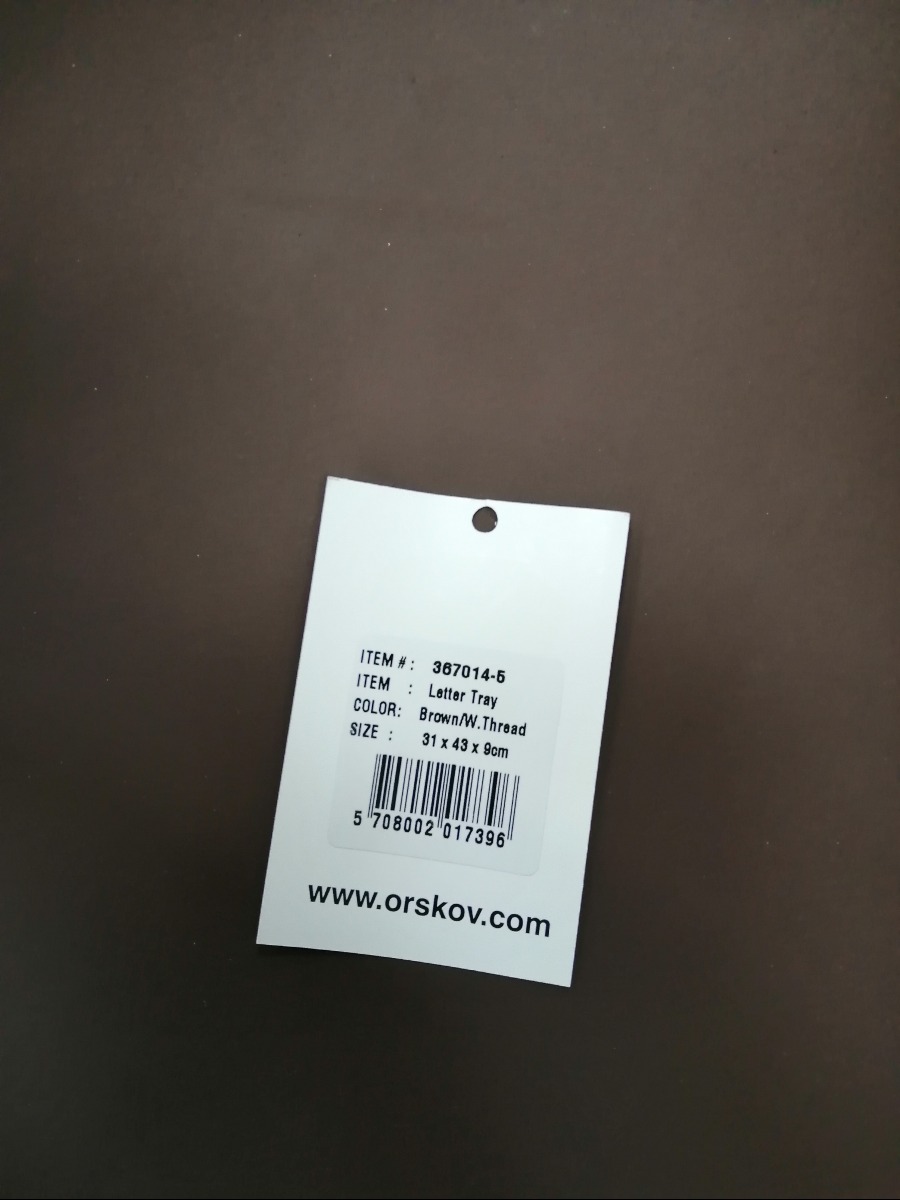 ITEM # : 367014-5
ITEM : Letter Tray
COLOR: Brown/W.Thread
SIZE : 31 x 43 x 9cm
5 708002 017396
www.orskov.com